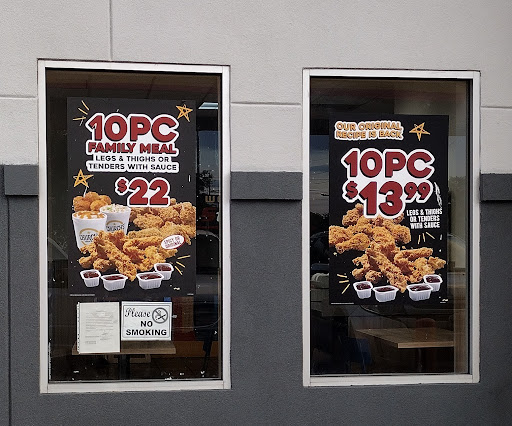 10PC
FAMILY MEAL
LEGS & THIGHS OR
TENDERS WITH SAUCE
$22
Please
NO
SMOKING
OUR ORIGINAL
RECIPE IS BACK
10PC
$13.99
LEGS & THIGHS
OR TENDERS
WITH SAUCE